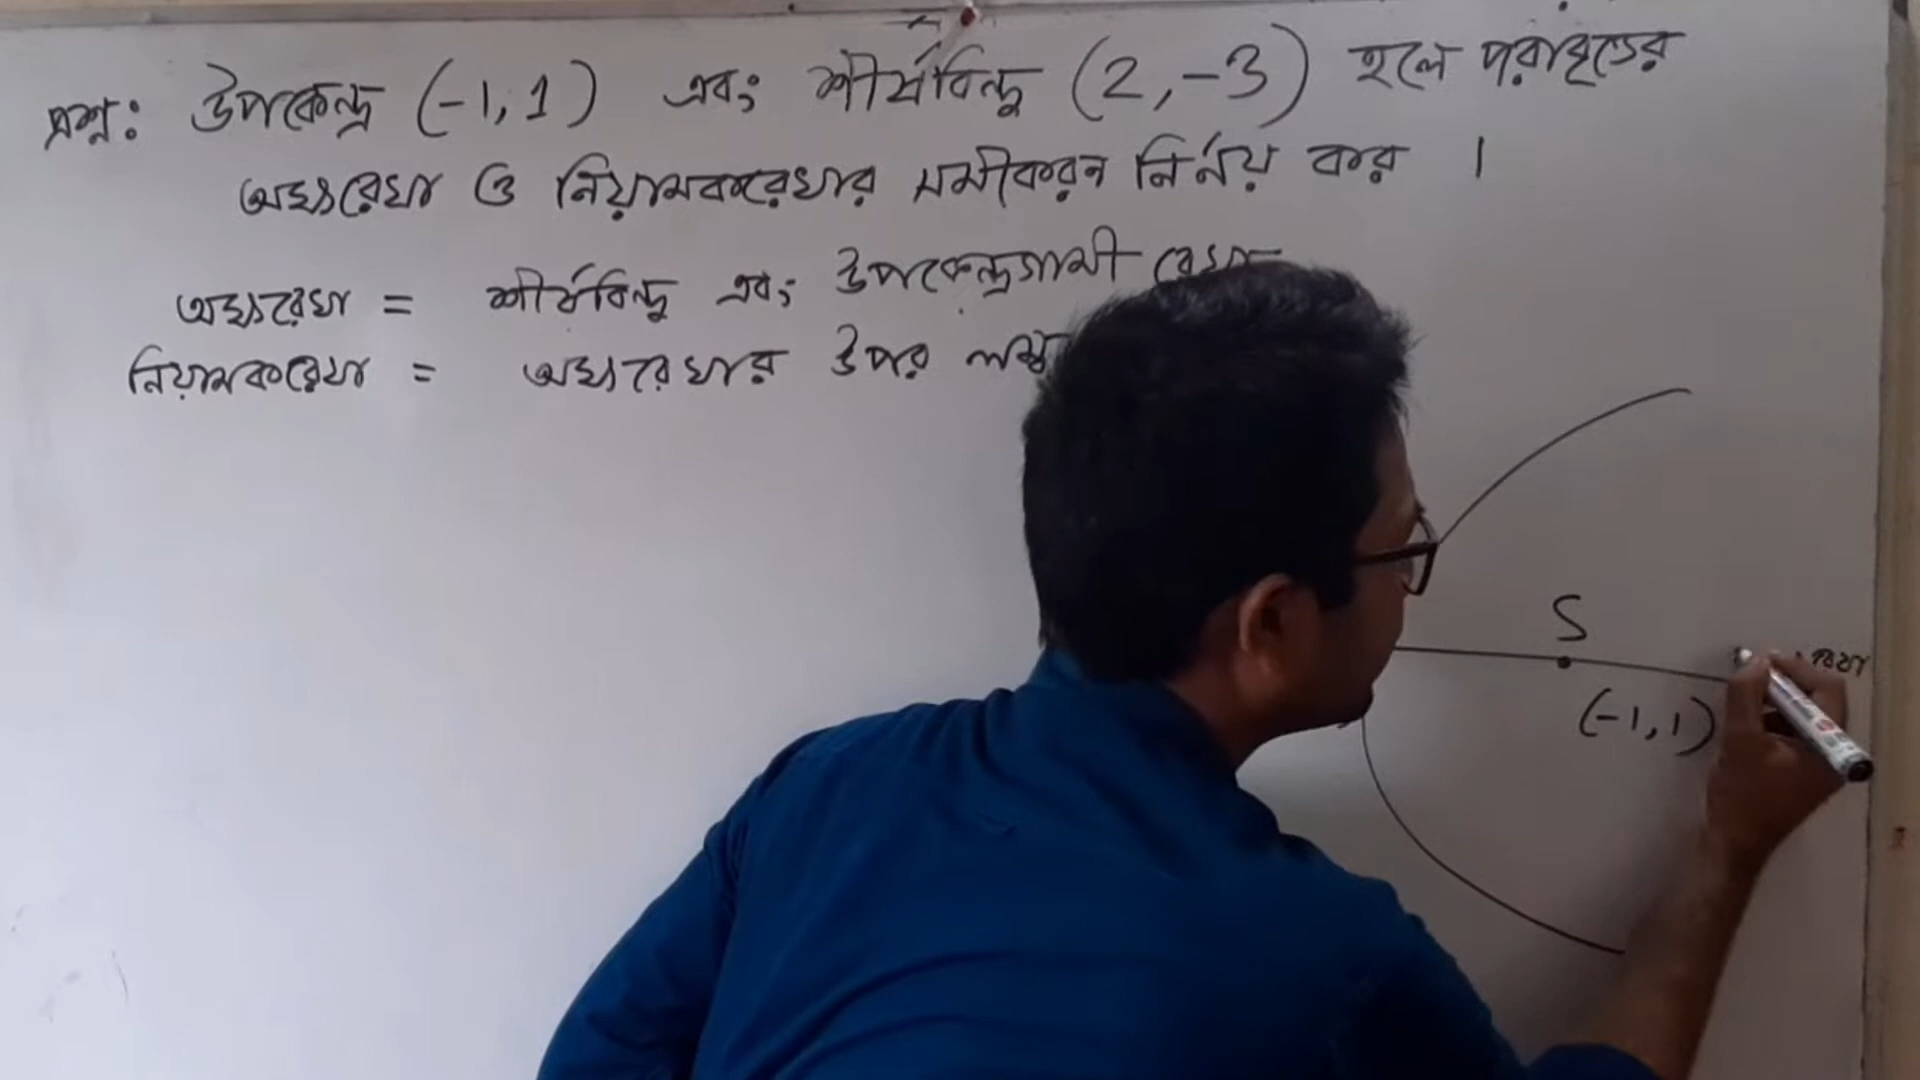 প্রশ্ন: উপকেন্দ্র (-1, 1) এবং শীর্ষবিন্দু (2, -3) হলে পরাবৃত্তের
অক্ষরেখা ও নিয়ামকরেখার সমীকরন নির্নয় কর ।
অক্ষরেখা = শীর্ষবিন্দু এবং উপকেন্দ্রগামী রেখা
নিয়ামকরেখা = অক্ষরেখার উপর লম্ব
S
(-1, 1)